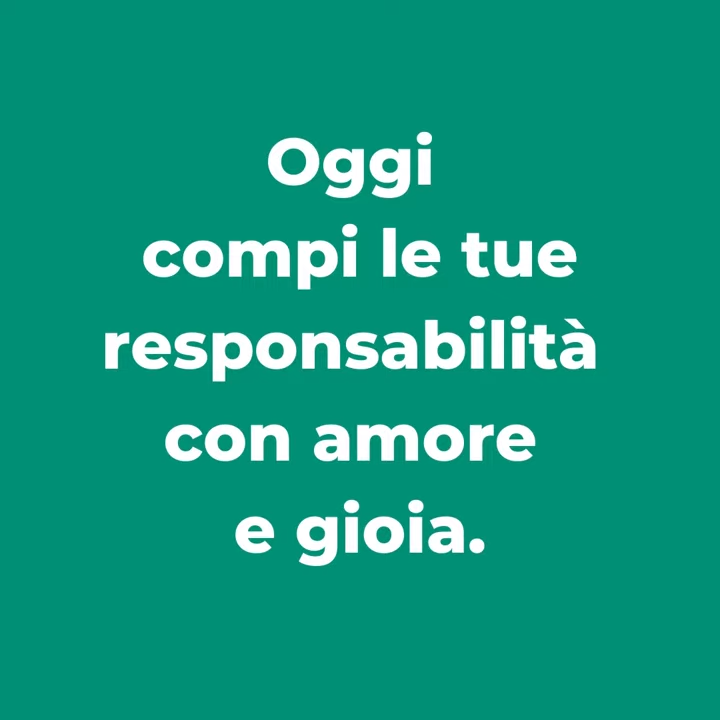 Oggi
compi le tue
responsabilità
con amore
e gioia.